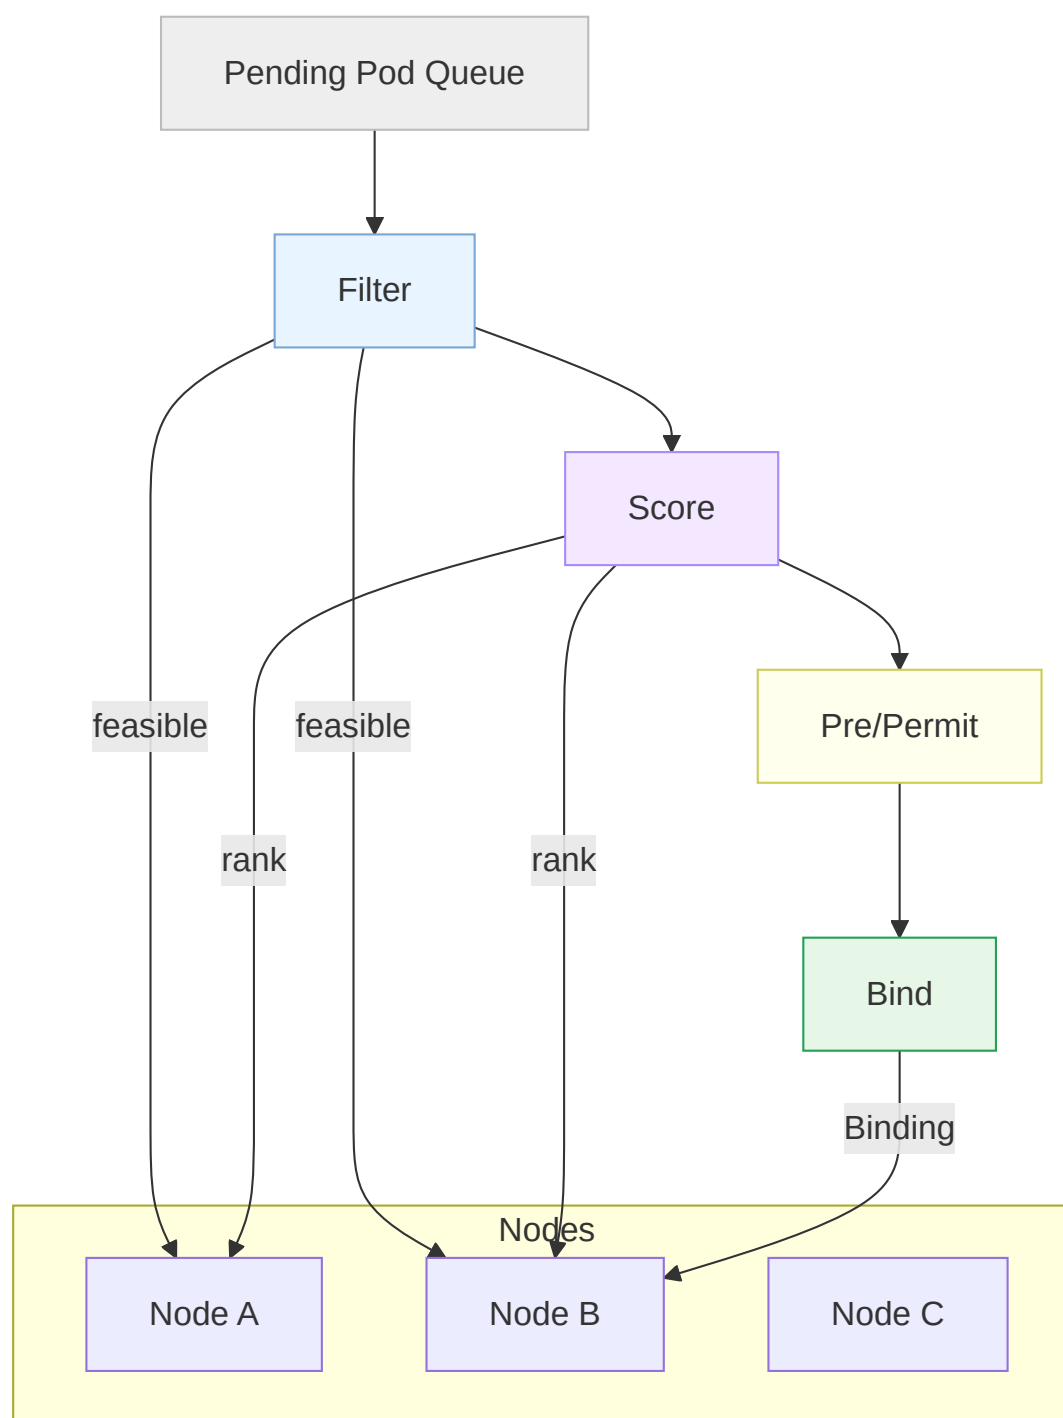 Pending Pod Queue
Filter
Score
feasible
feasible
Pre/Permit
rank
rank
Bind
Binding
Nodes
Node A
Node B
Node C